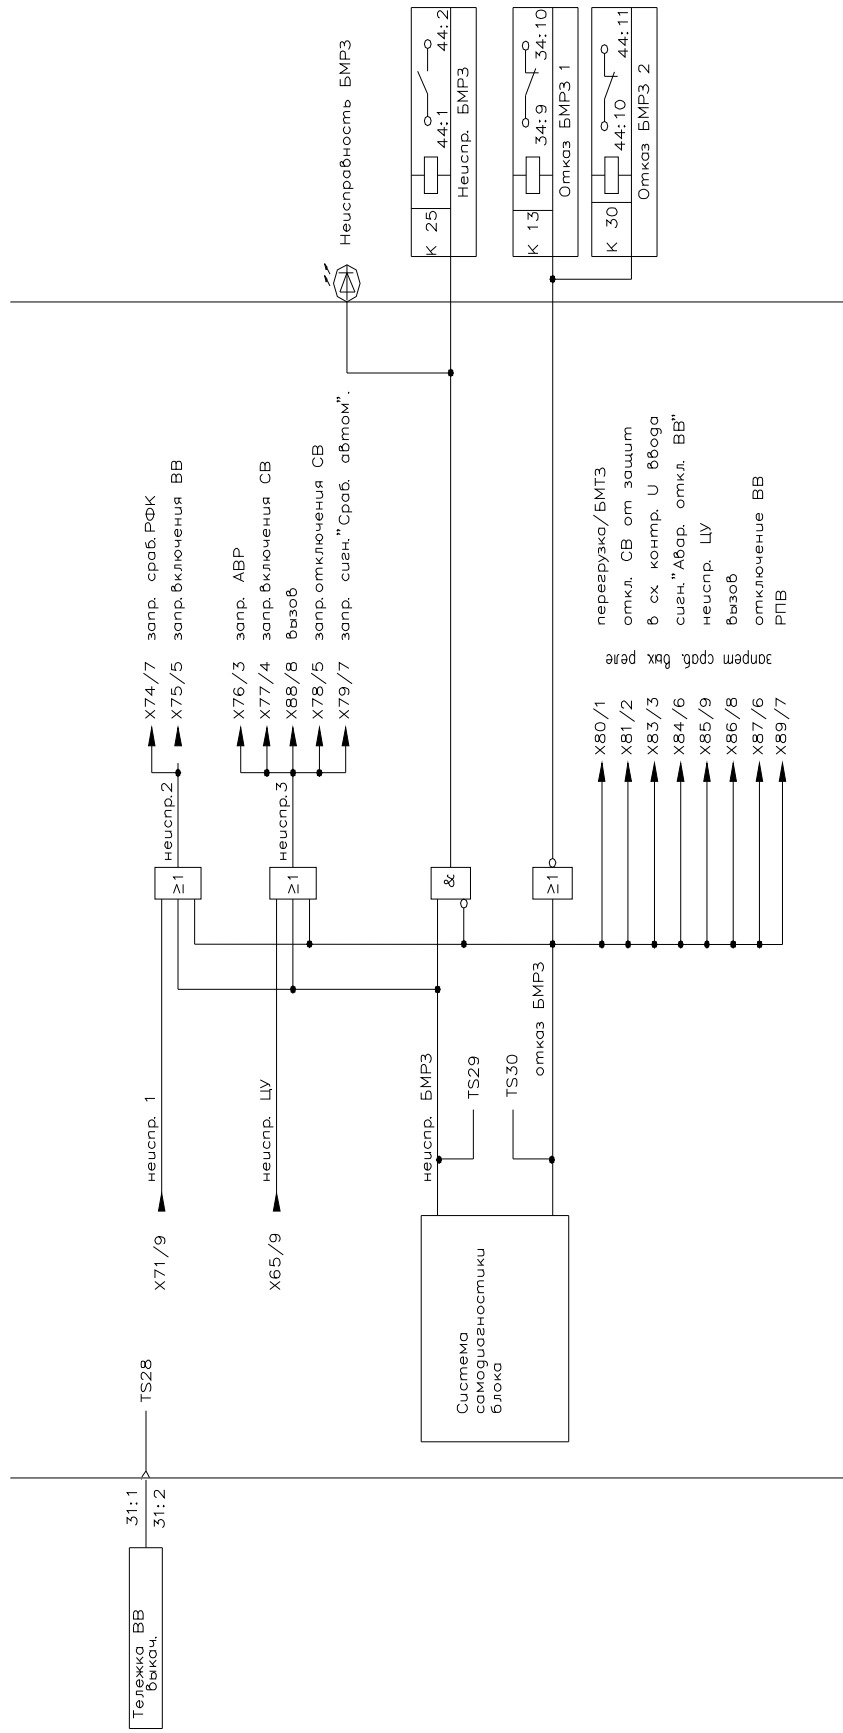 Тележка ВВ
выкач.
31:1
31:2
TS28
X71/9
неиспр. 1
неиспр.2
X74/7 запр. сраб.РФК
X75/5 запр.включения ВВ
X65/9
неиспр. ЦУ
неиспр.3
X76/3 запр. АВР
X77/4 запр.включения СВ
X88/8 вызов
X78/5 запр.отключения СВ
X79/7 запр. сигн."Сраб. автом".
≥1
≥1
Система
самодиагностики
блока
неиспр. БМРЗ
TS29
TS30
отказ БМРЗ
&
≥1
Неисправность БМРЗ
К 25
44:1
44:2
Неиспр. БМРЗ
К 13
34:9
34:10
Отказ БМРЗ 1
К 30
44:10
44:11
Отказ БМРЗ 2
X80/1
X81/2
X83/3
X84/6
X85/9
X86/8
X87/6
X89/7
запрет сраб. вых реле
перегрузка/БМТЗ
откл. СВ от защит
в сх. контр. U ввода
сигн."Авар. откл. ВВ"
неиспр. ЦУ
вызов
отключение ВВ
РПВ